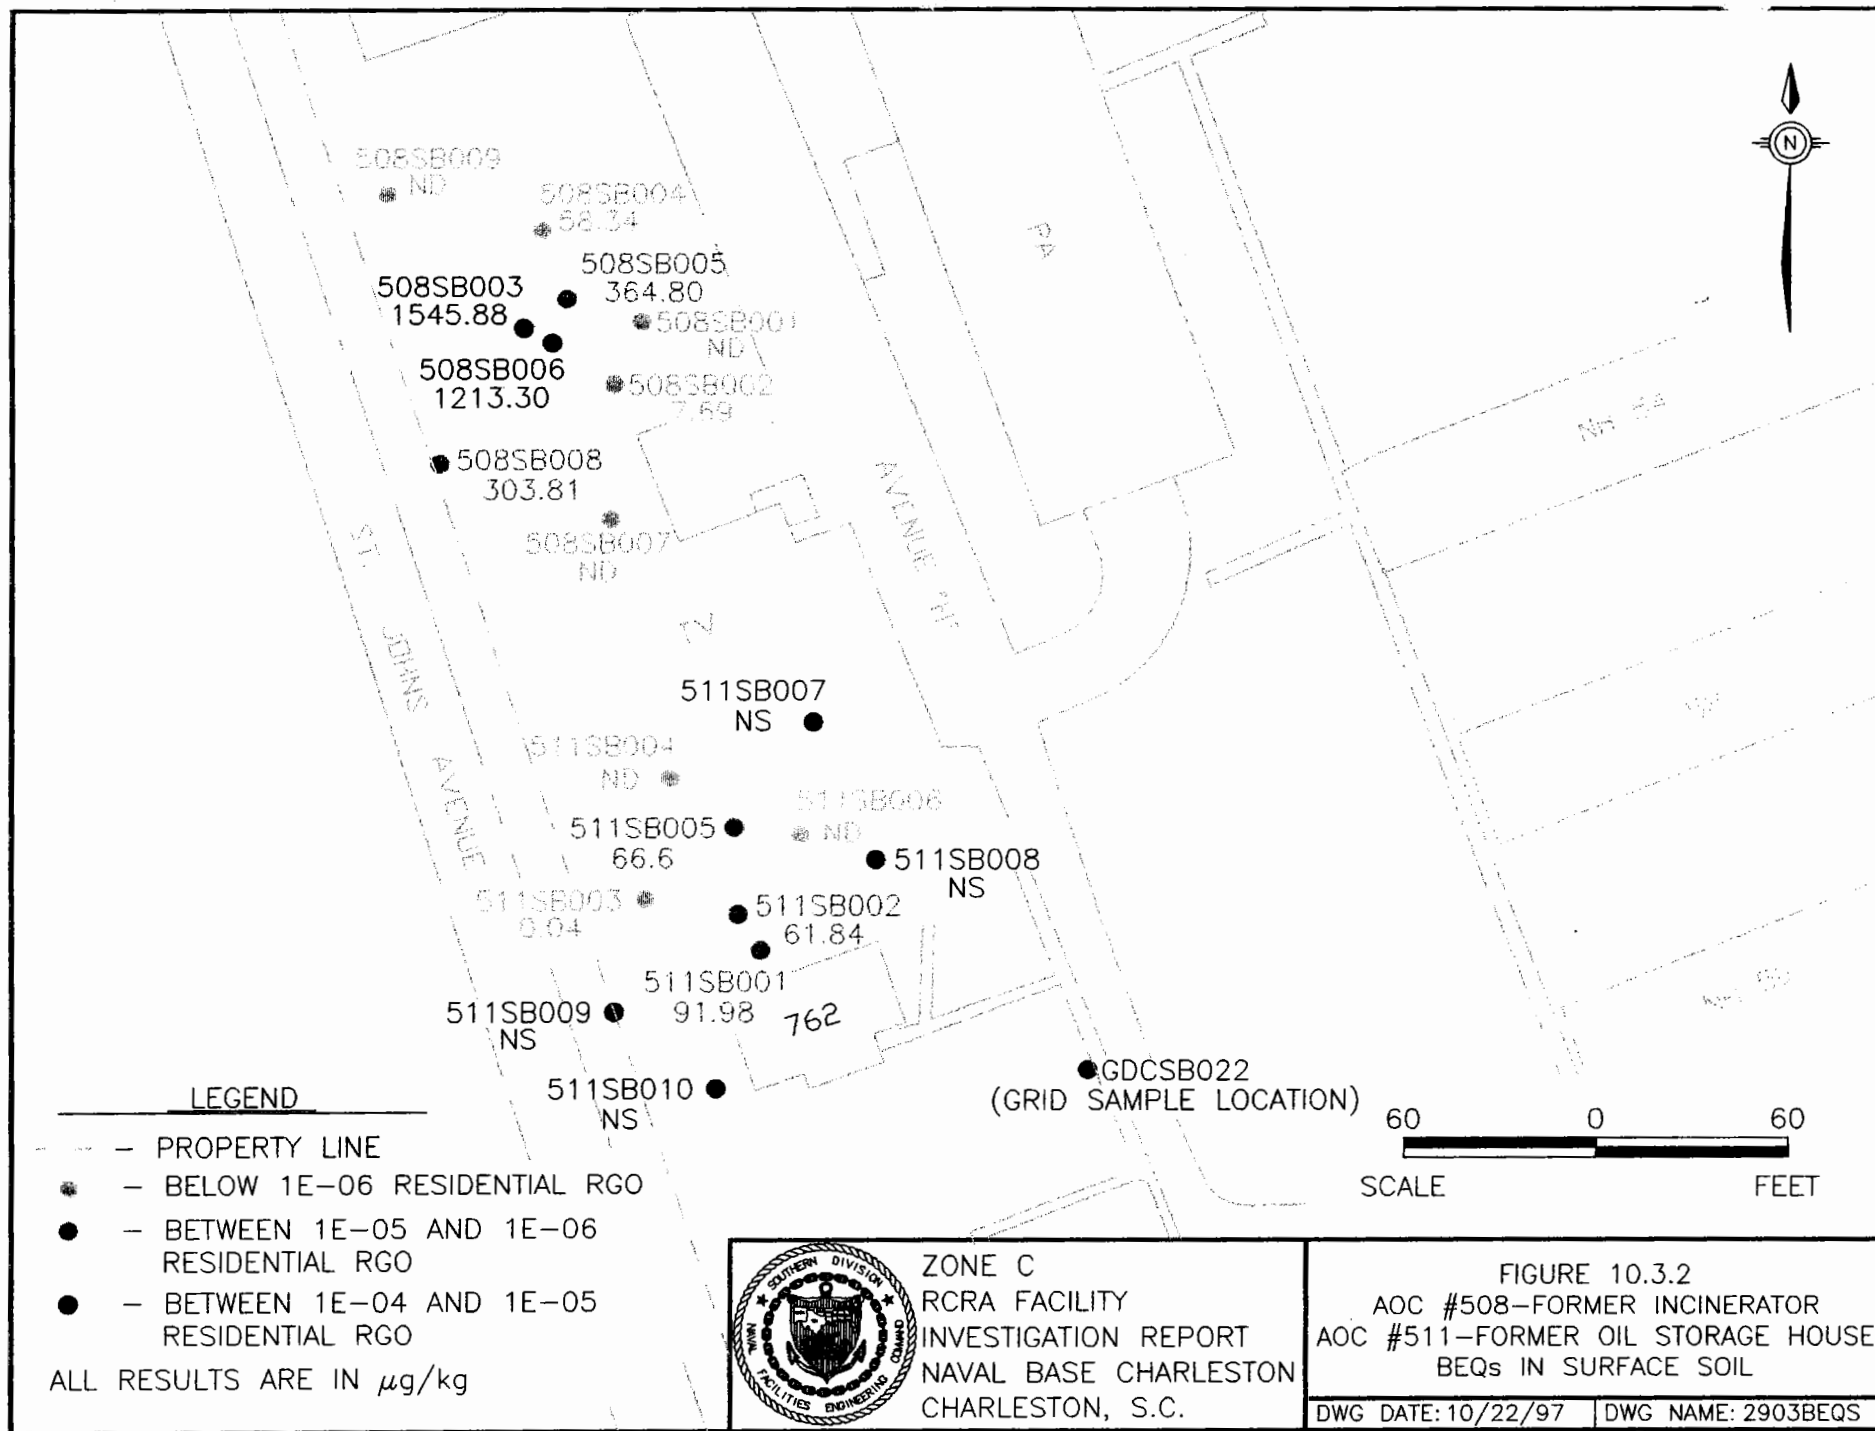 508SB009
ND
508SB004
58.34
508SB005
364.80
508SB003
1545.88
508SB001
ND
508SB006
1213.30
508SB002
7.69
508SB008
303.81
508SB007
ND
PA
AVENUE "H"
ST. JOHNS AVENUE
511SB007
NS
511SB004
ND
511SB006
ND
511SB005
66.6
511SB008
NS
511SB003
0.04
511SB002
61.84
511SB001
91.98
762
511SB009
NS
511SB010
NS
GDCSB022
(GRID SAMPLE LOCATION)
N
60 0 60
SCALE FEET
LEGEND
— PROPERTY LINE
— BELOW 1E-06 RESIDENTIAL RGO
— BETWEEN 1E-05 AND 1E-06
RESIDENTIAL RGO
— BETWEEN 1E-04 AND 1E-05
RESIDENTIAL RGO
ALL RESULTS ARE IN µg/kg
SOUTHERN DIVISION
NAVAL FACILITIES ENGINEERING COMMAND
ZONE C
RCRA FACILITY
INVESTIGATION REPORT
NAVAL BASE CHARLESTON
CHARLESTON, S.C.
FIGURE 10.3.2
AOC #508-FORMER INCINERATOR
AOC #511-FORMER OIL STORAGE HOUSE
BEQs IN SURFACE SOIL
DWG DATE: 10/22/97
DWG NAME: 2903BEQS